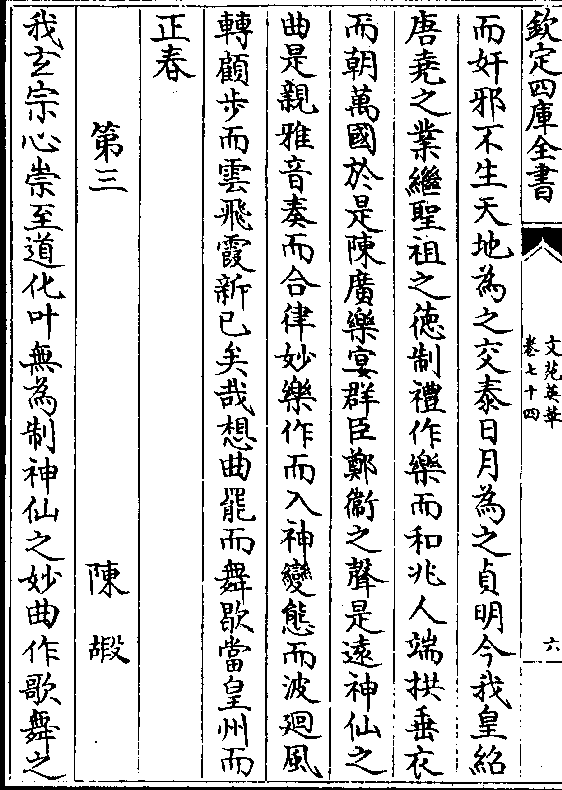 欽定四庫全書
文苑英華
卷七十四
六
而奸邪不生天地為之交泰日月為之貞明今我皇紹
唐堯之業繼聖祖之徳制禮作樂而和兆人端拱垂衣
而朝萬國於是陳廣樂宴群臣鄭衞之聲是遠神仙之
曲是親雅音奏而合律妙樂作而入神變態而波迴風
轉顧歩而雲飛霞新已矣哉想曲罷而舞歇當皇州而
正春
第三 陳嘏
我玄宗心崇至道化叶無為制神仙之妙曲作歌舞之